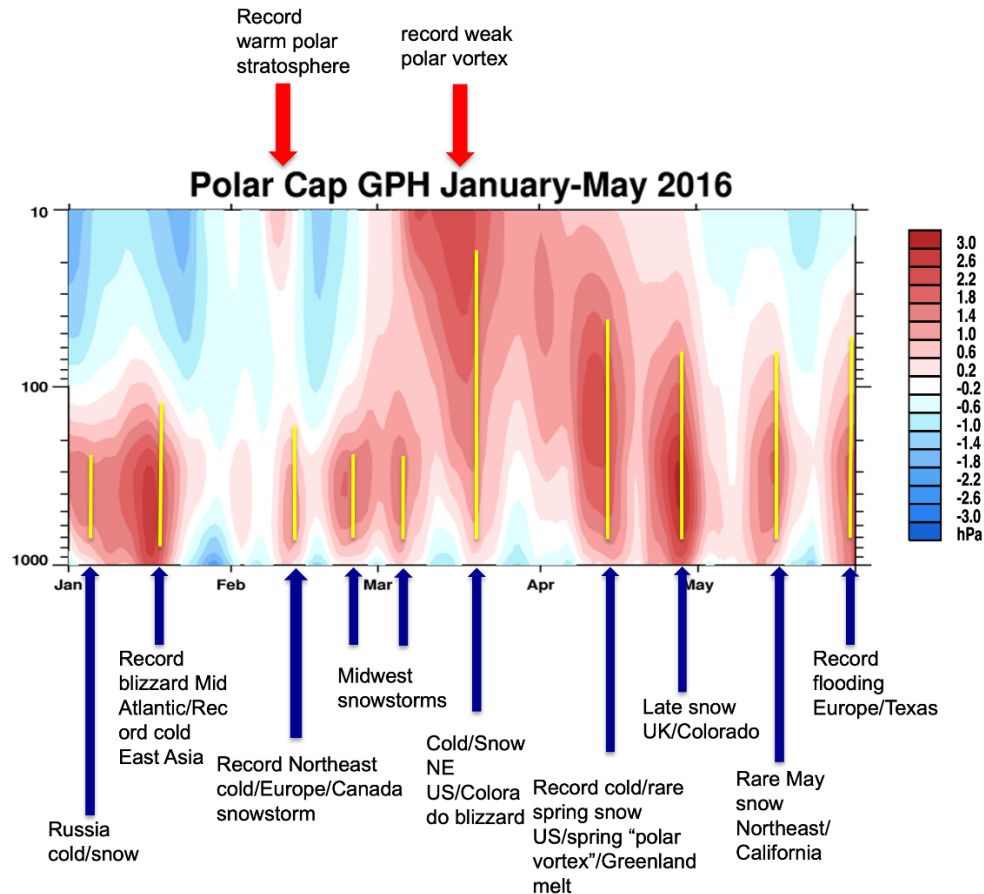 Record
warm polar
stratosphere
record weak
polar vortex
Polar Cap GPH January-May 2016
10
100
1000
Jan
Feb
Mar
Apr
May
3.0
2.6
2.2
1.8
1.4
1.0
0.6
0.2
-0.2
-0.6
-1.0
-1.4
-1.8
-2.2
-2.6
-3.0
hPa
Russia
cold/snow
Record
blizzard Mid
Atlantic/Rec
ord cold
East Asia
Record Northeast
cold/Europe/Canada
snowstorm
Midwest
snowstorms
Cold/Snow
NE
US/Colora
do blizzard
Record cold/rare
spring snow
US/spring “polar
vortex”/Greenland
melt
Late snow
UK/Colorado
Rare May
snow
Northeast/
California
Record
flooding
Europe/Texas